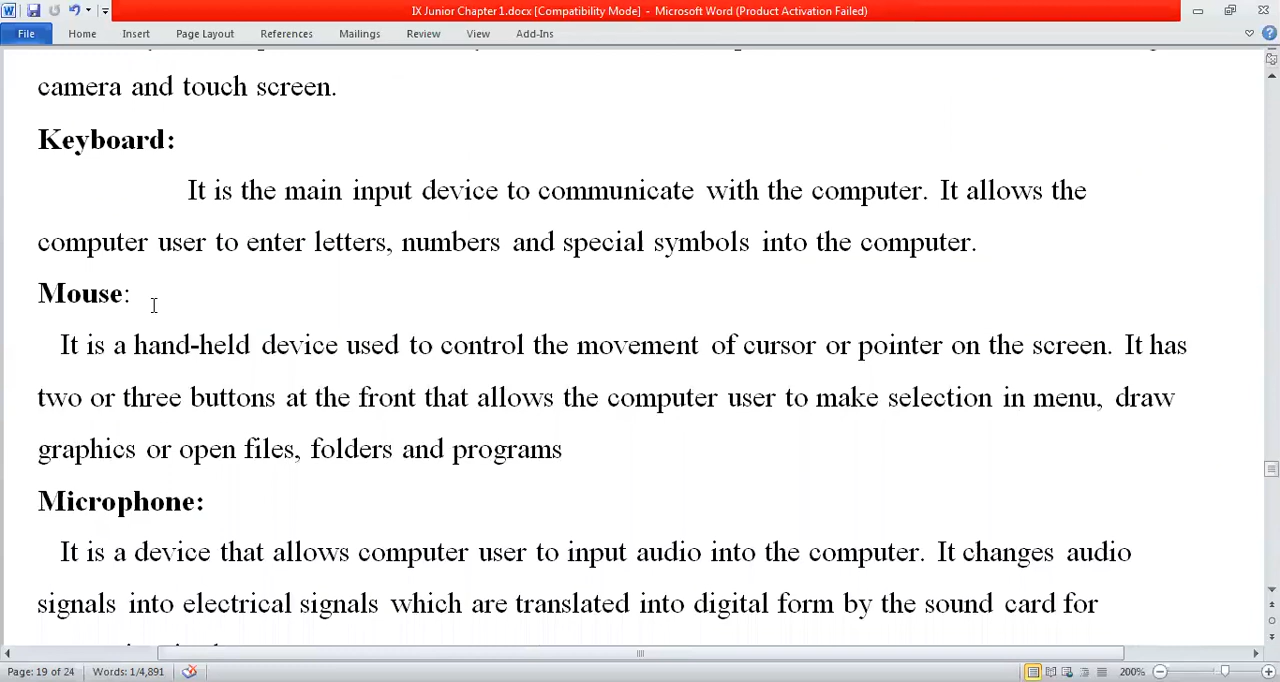 IX Junior Chapter 1.docx [Compatibility Mode] - Microsoft Word (Product Activation Failed)
File Home Insert Page Layout References Mailings Review View Add-Ins
camera and touch screen.
Keyboard:
It is the main input device to communicate with the computer. It allows the
computer user to enter letters, numbers and special symbols into the computer.
Mouse:
It is a hand-held device used to control the movement of cursor or pointer on the screen. It has
two or three buttons at the front that allows the computer user to make selection in menu, draw
graphics or open files, folders and programs
Microphone:
It is a device that allows computer user to input audio into the computer. It changes audio
signals into electrical signals which are translated into digital form by the sound card for
Page: 19 of 24 Words: 1/4,891 200%